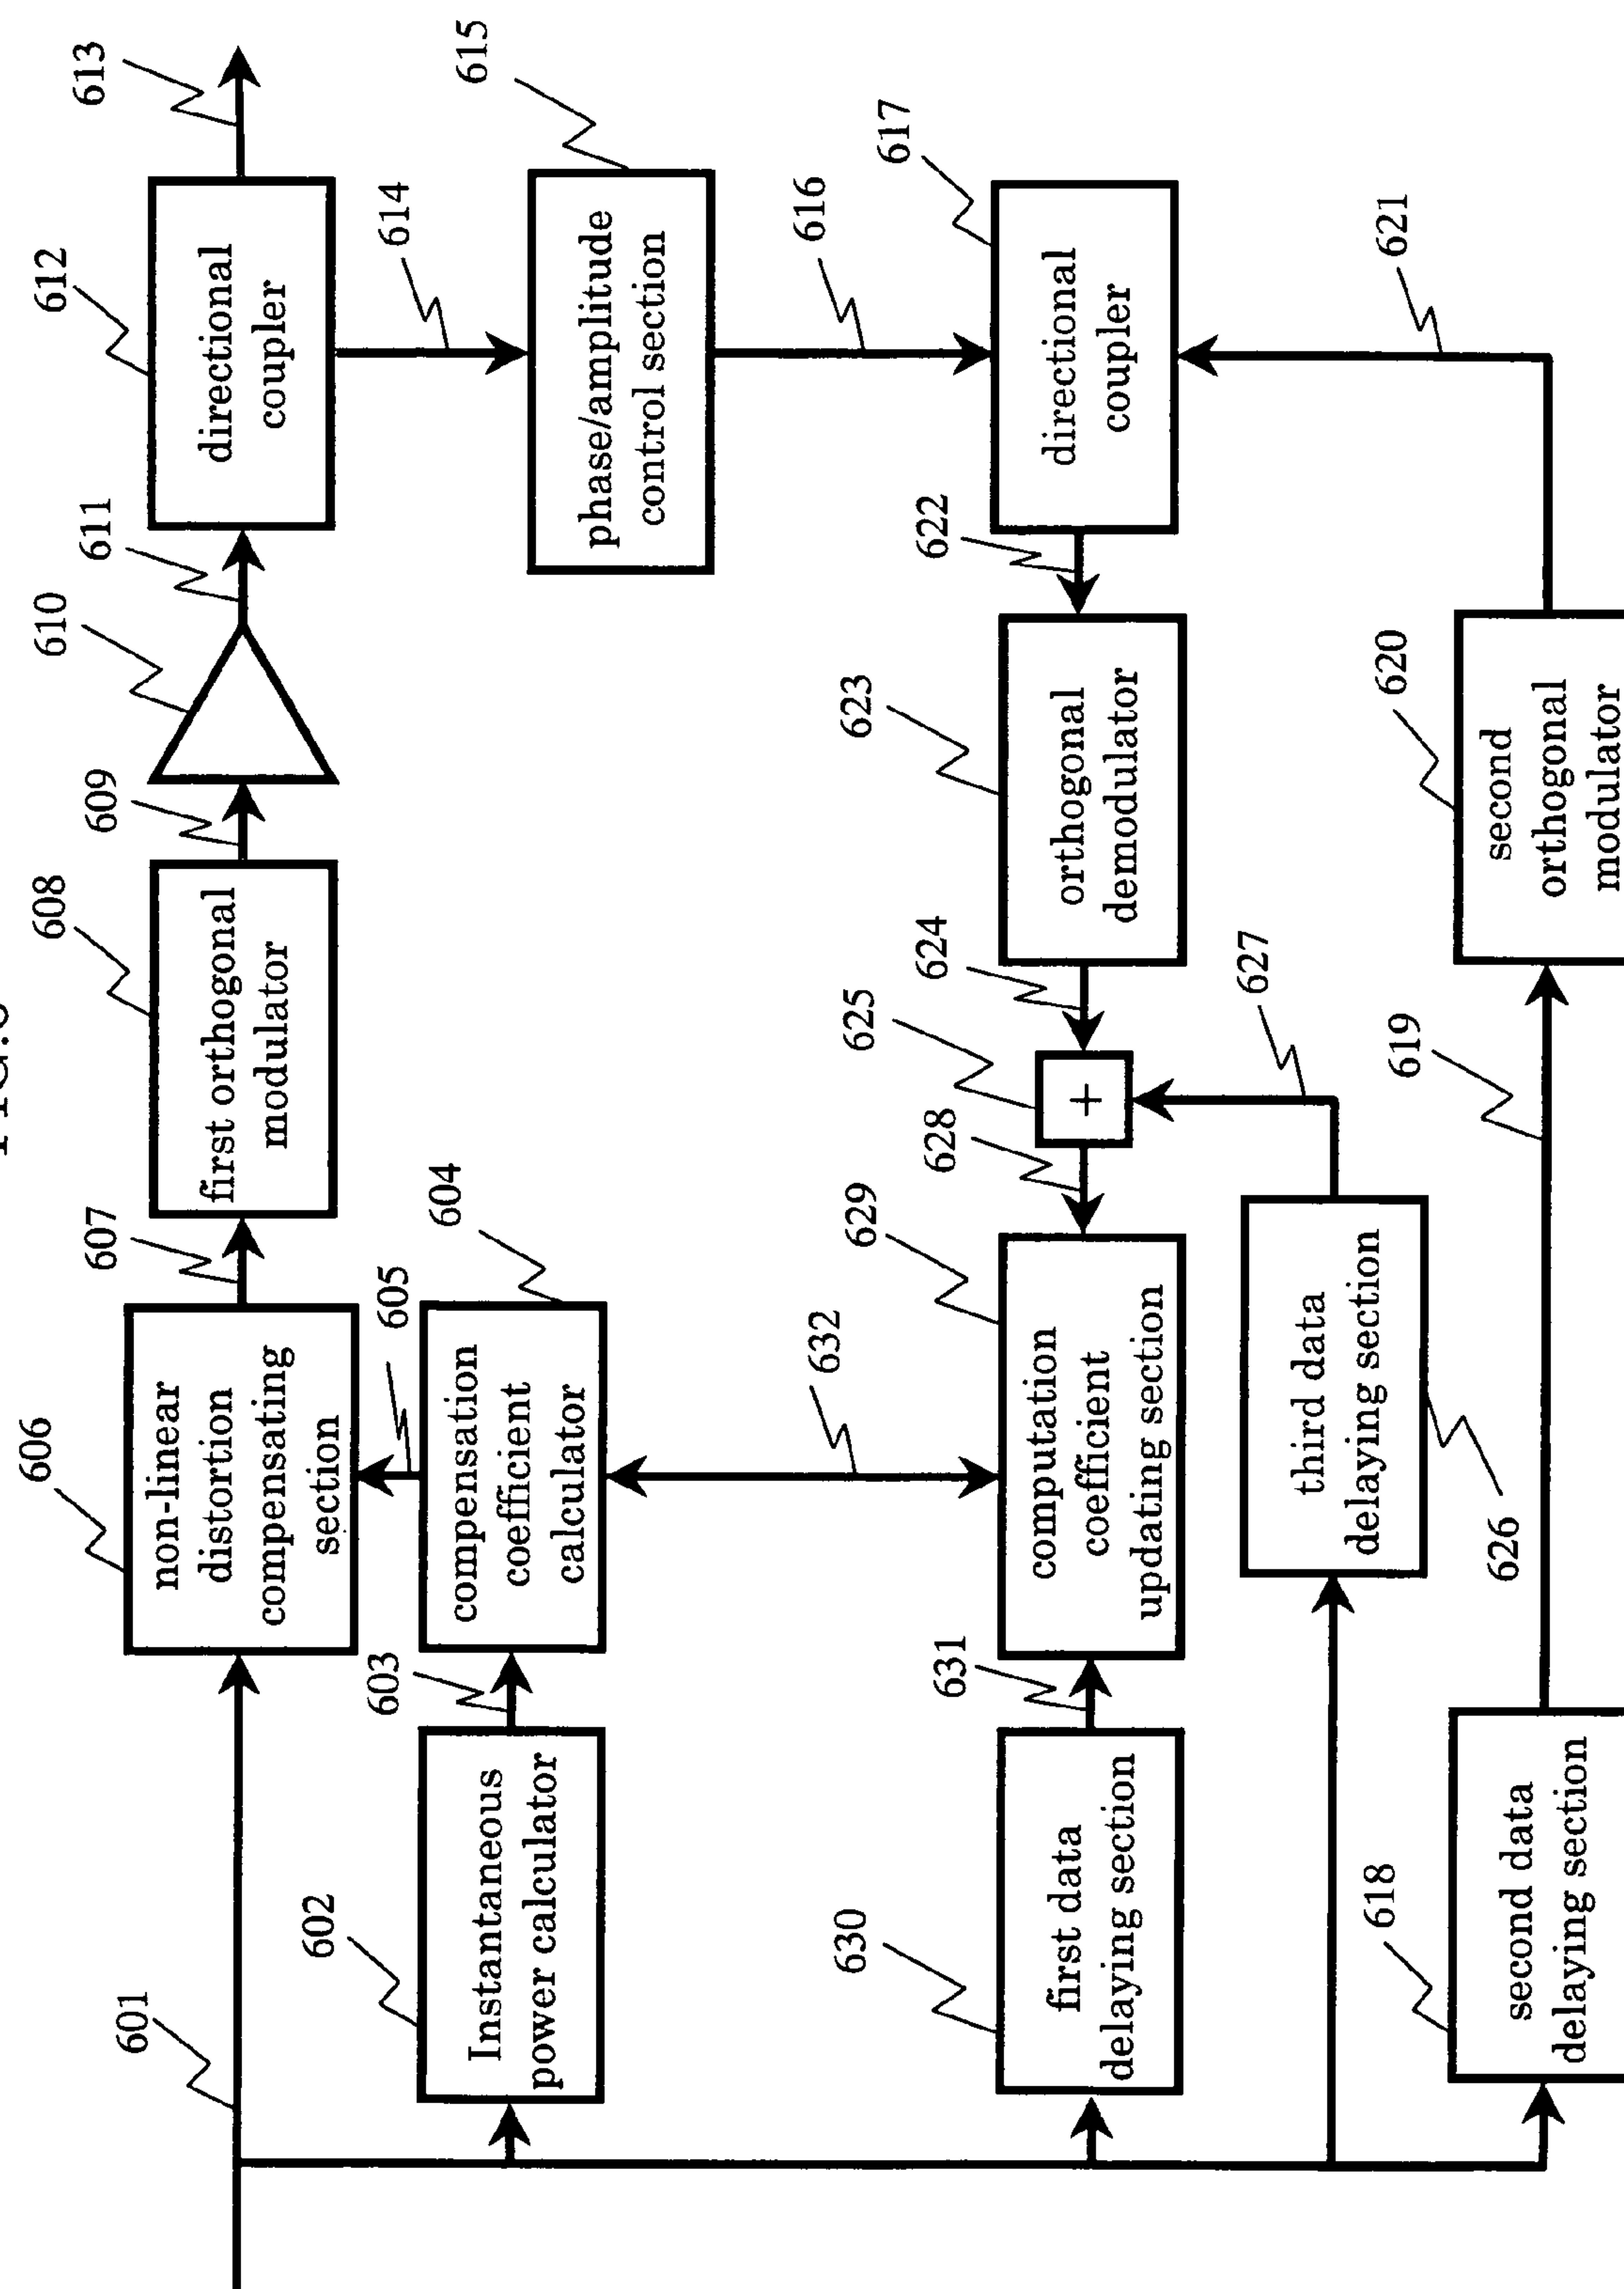 601
606
non-linear
distortion
compensating
section
607
608
first orthogonal
modulator
609
610
611
612
directional
coupler
613
602
Instantaneous
power calculator
603
604
compensation
coefficient
calculator
605
614
615
phase/amplitude
control section
616
632
630
first data
delaying section
631
629
computation
coefficient
updating section
628
625
+
624
623
orthogonal
demodulator
622
617
directional
coupler
third data
delaying section
626
627
618
second data
delaying section
619
620
second
orthogonal
modulator
621